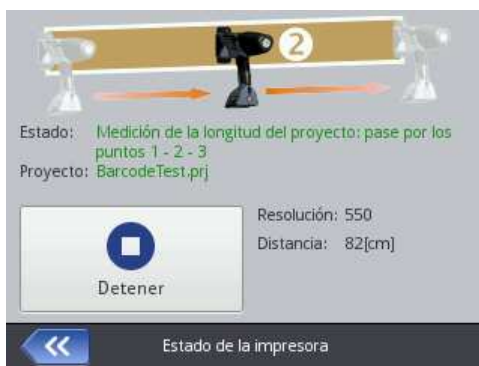 2
Estado: Medición de la longitud del proyecto: pase por los
puntos 1 - 2 - 3
Proyecto: BarcodeTest.prj
Resolución: 550
Distancia: 82[cm]
Detener
Estado de la impresora